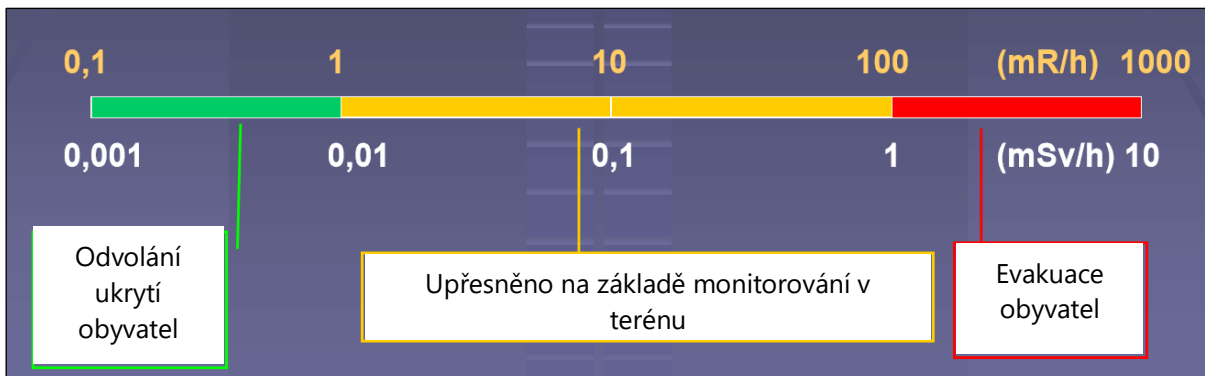 0,1 1 10 100 (mR/h) 1000
0,001 0,01 0,1 1 (mSv/h) 10
Odvolání
ukrytí
obyvatel
Upřesněno na základě monitorování v
terénu
Evakuace
obyvatel